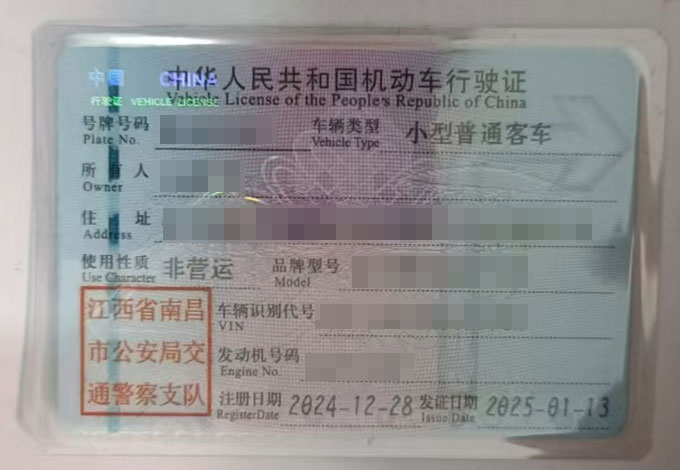 中国 CHINA
行驶证 VEHICLE LICENSE
中华人民共和国机动车行驶证
Vehicle License of the People's Republic of China
号牌号码 车辆类型 小型普通客车
Plate No. Vehicle Type
所有人
Owner
住址
Address
使用性质 非营运 品牌型号
Use Character Model
江西省南昌 车辆识别代号
VIN
市公安局交 发动机号码
Engine No.
通警察支队 注册日期 2024-12-28 发证日期 2025-01-13
Register Date Issue Date